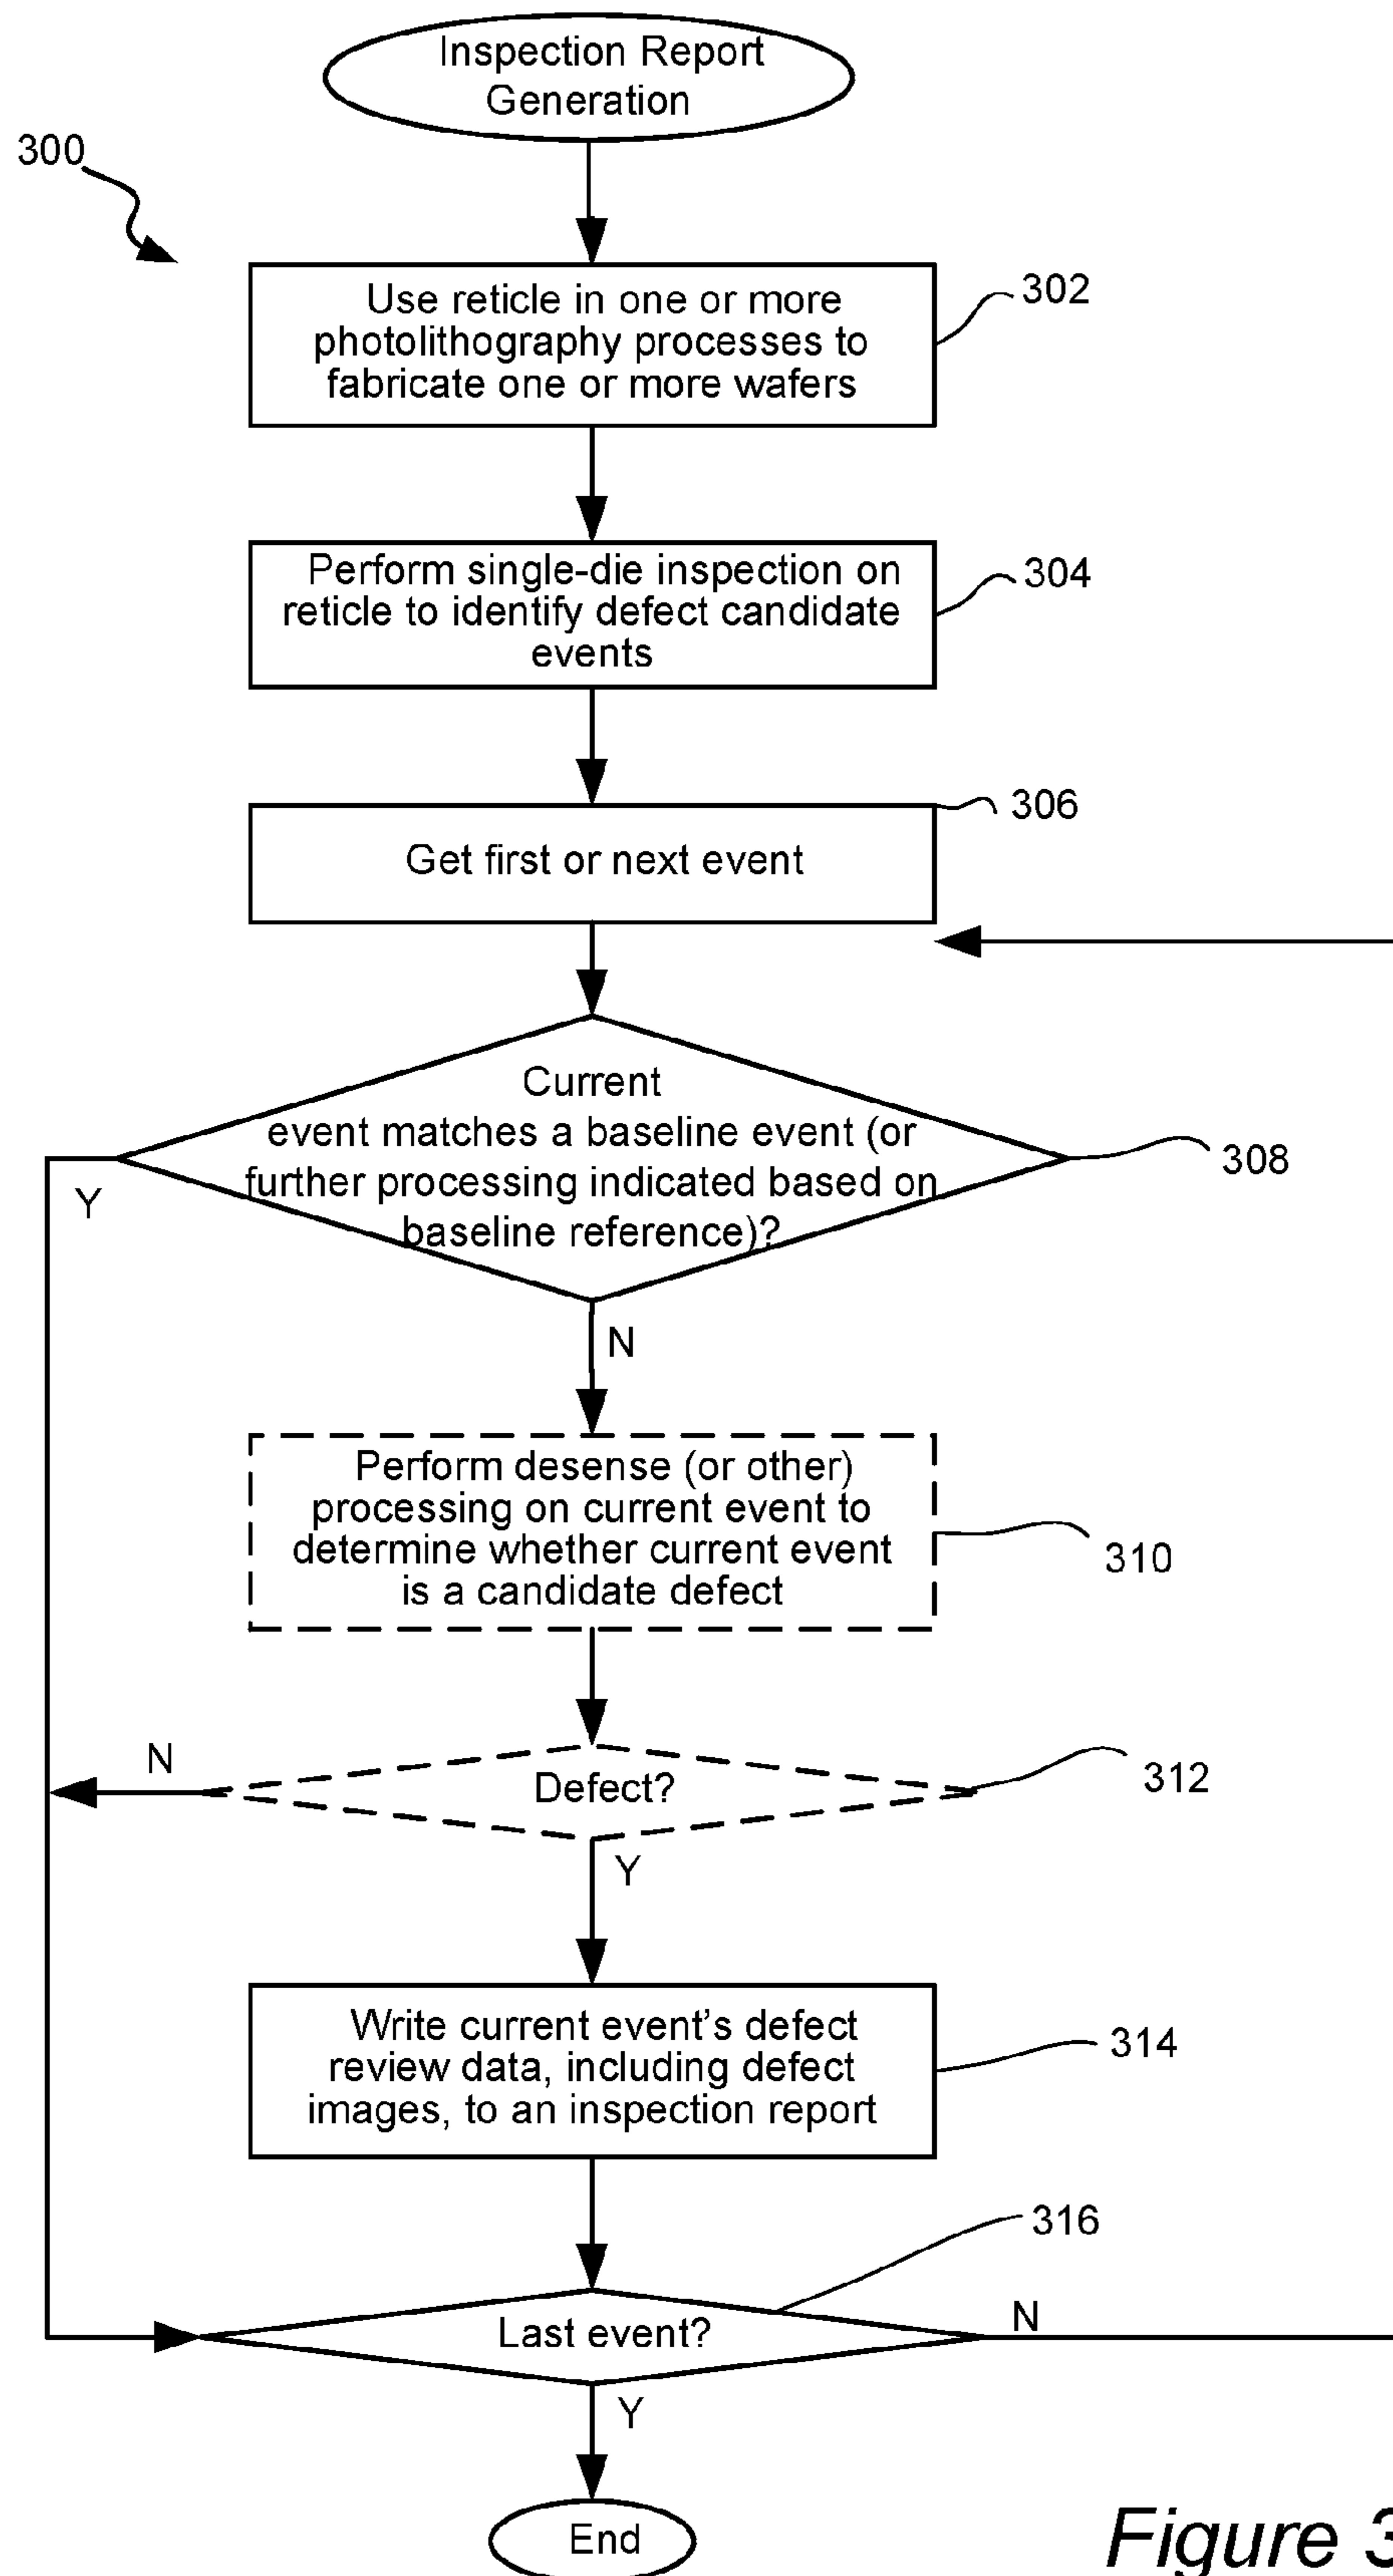 Inspection Report
Generation
300
Use reticle in one or more
photolithography processes to
fabricate one or more wafers
302
Perform single-die inspection on
reticle to identify defect candidate
events
304
Get first or next event
306
Current
event matches a baseline event (or
further processing indicated based on
baseline reference)?
308
Y
N
Perform desense (or other)
processing on current event to
determine whether current event
is a candidate defect
310
N
Defect?
312
Y
Write current event's defect
review data, including defect
images, to an inspection report
314
316
Last event?
N
Y
End
Figure 3